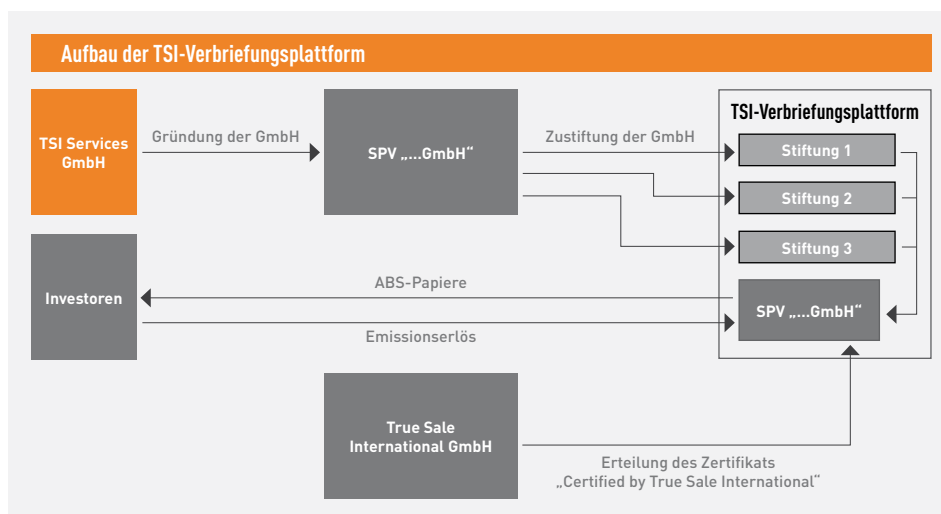 Aufbau der TSI-Verbriefungsplattform
TSI Services
GmbH
Gründung der GmbH
SPV „...GmbH“
Zustiftung der GmbH
TSI-Verbriefungsplattform
Stiftung 1
Stiftung 2
Stiftung 3
Investoren
ABS-Papiere
Emissionserlös
SPV „...GmbH“
True Sale
International GmbH
Erteilung des Zertifikats
„Certified by True Sale International“